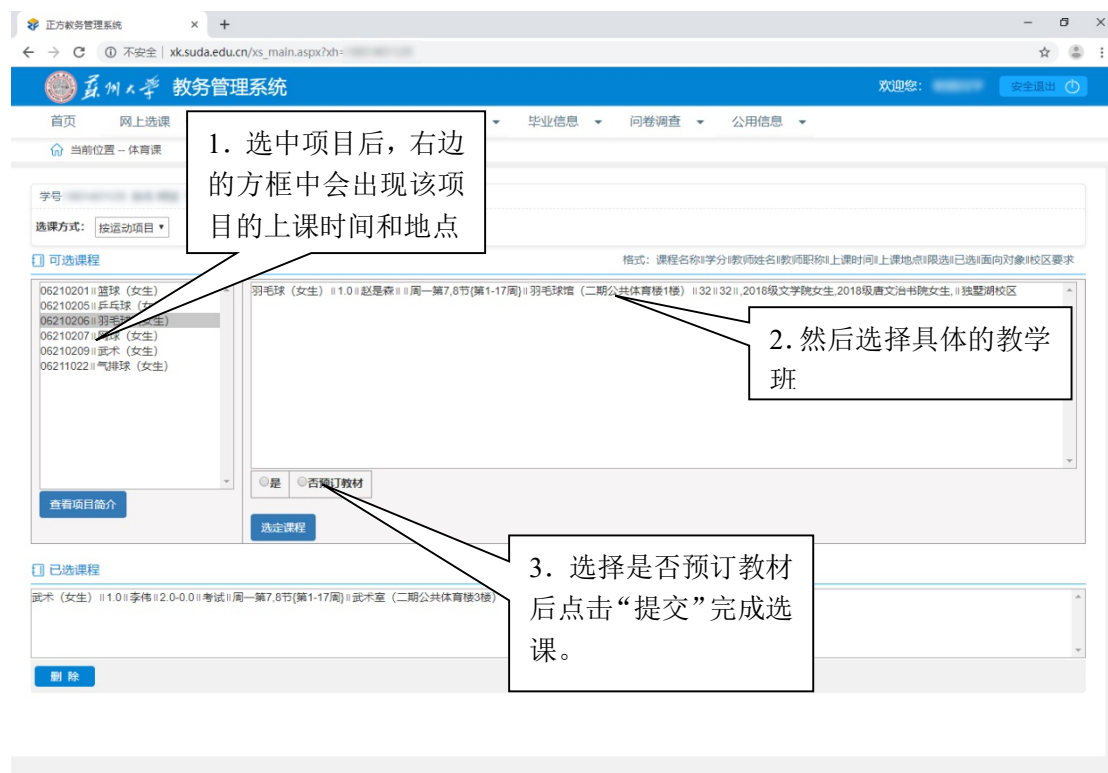 正方教务管理系统
不安全 | xk.suda.edu.cn/xs_main.aspx?xh=
苏州大学 教务管理系统 欢迎您: 安全退出
首页 网上选课 毕业信息 问卷调查 公用信息
当前位置 -- 体育课
1. 选中项目后，右边
的方框中会出现该项
目的上课时间和地点
学号
选课方式: 按运动项目
可选课程 格式：课程名称‖学分‖教师姓名‖教师职称‖上课时间‖上课地点‖限选‖已选‖面向对象‖校区要求
06210201‖篮球（女生）
06210205‖乒乓球（女
06210206‖羽毛球（女生）
06210207‖网球（女生）
06210209‖武术（女生）
06211022‖气排球（女生）
羽毛球（女生）‖1.0‖赵是森‖‖周一第7,8节{第1-17周}‖羽毛球馆（二期公共体育楼1楼）‖32‖32‖,2018级文学院女生,2018级唐文治书院女生,‖独墅湖校区
2. 然后选择具体的教学
班
是 否预订教材
查看项目简介
选定课程
3. 选择是否预订教材
后点击“提交”完成选
课。
已选课程
武术（女生）‖1.0‖李伟‖2.0-0.0‖考试‖周一第7,8节{第1-17周}‖武术室（二期公共体育楼3楼）
删 除